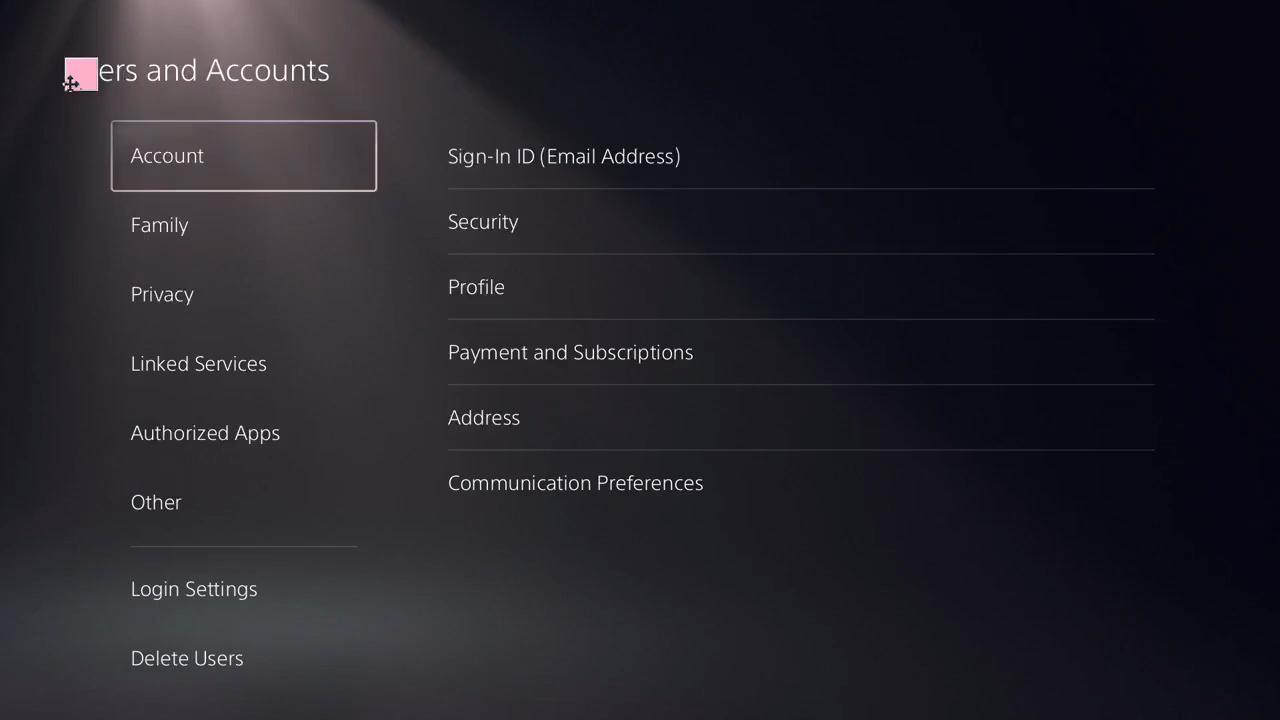 ers and Accounts
Account
Family
Privacy
Linked Services
Authorized Apps
Other
Login Settings
Delete Users
Sign-In ID (Email Address)
Security
Profile
Payment and Subscriptions
Address
Communication Preferences